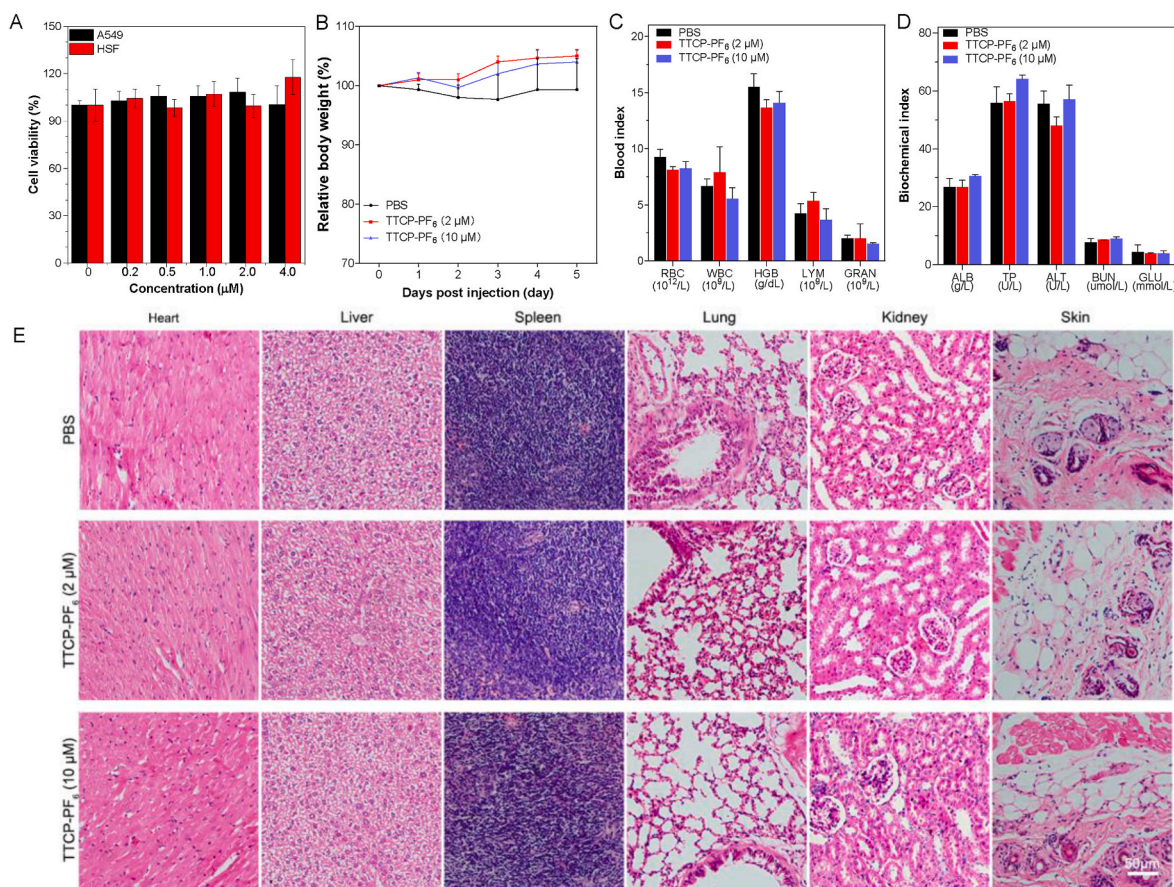 A
A549
HSF
Cell viability (%)
150
120
90
60
30
0
0 0.2 0.5 1.0 2.0 4.0
Concentration (μM)
B
Relative body weight (%)
110
100
90
80
70
PBS
TTCP-PF6 (2 μM)
TTCP-PF6 (10 μM)
0 1 2 3 4 5
Days post injection (day)
C
PBS
TTCP-PF6 (2 μM)
TTCP-PF6 (10 μM)
Blood index
20
15
10
5
0
RBC WBC HGB LYM GRAN
(10^12/L) (10^9/L) (g/dL) (10^9/L) (10^9/L)
D
PBS
TTCP-PF6 (2 μM)
TTCP-PF6 (10 μM)
Biochemical index
80
60
40
20
0
ALB TP ALT BUN GLU
(g/L) (U/L) (U/L) (umol/L) (mmol/L)
E
Heart Liver Spleen Lung Kidney Skin
PBS
TTCP-PF6 (2 μM)
TTCP-PF6 (10 μM)
50μm